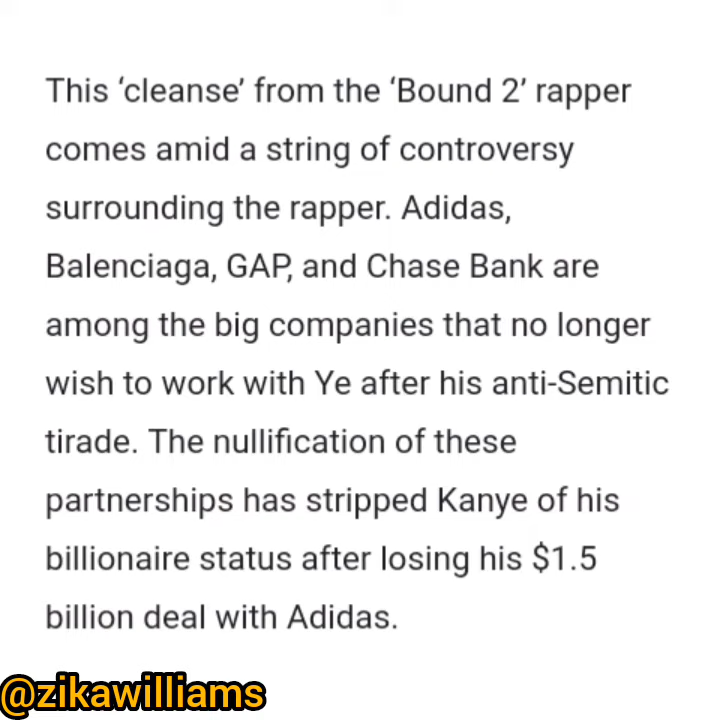 This ‘cleanse’ from the ‘Bound 2’ rapper
comes amid a string of controversy
surrounding the rapper. Adidas,
Balenciaga, GAP, and Chase Bank are
among the big companies that no longer
wish to work with Ye after his anti-Semitic
tirade. The nullification of these
partnerships has stripped Kanye of his
billionaire status after losing his $1.5
billion deal with Adidas.
@zikawilliams